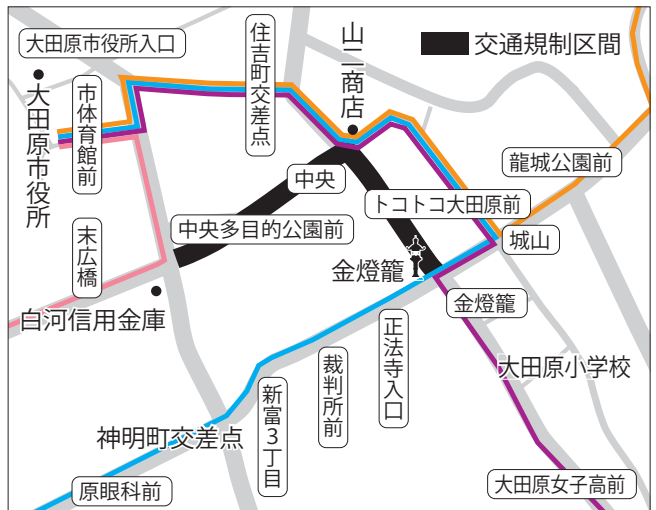 大田原市役所入口
住吉町交差点
山二商店
交通規制区間
大田原市役所
市体育館前
龍城公園前
中央
トコトコ大田原前
中央多目的公園前
城山
末広橋
金燈籠
金燈籠
白河信用金庫
正法寺入口
裁判所前
大田原小学校
新富3丁目
神明町交差点
原眼科前
大田原女子高前